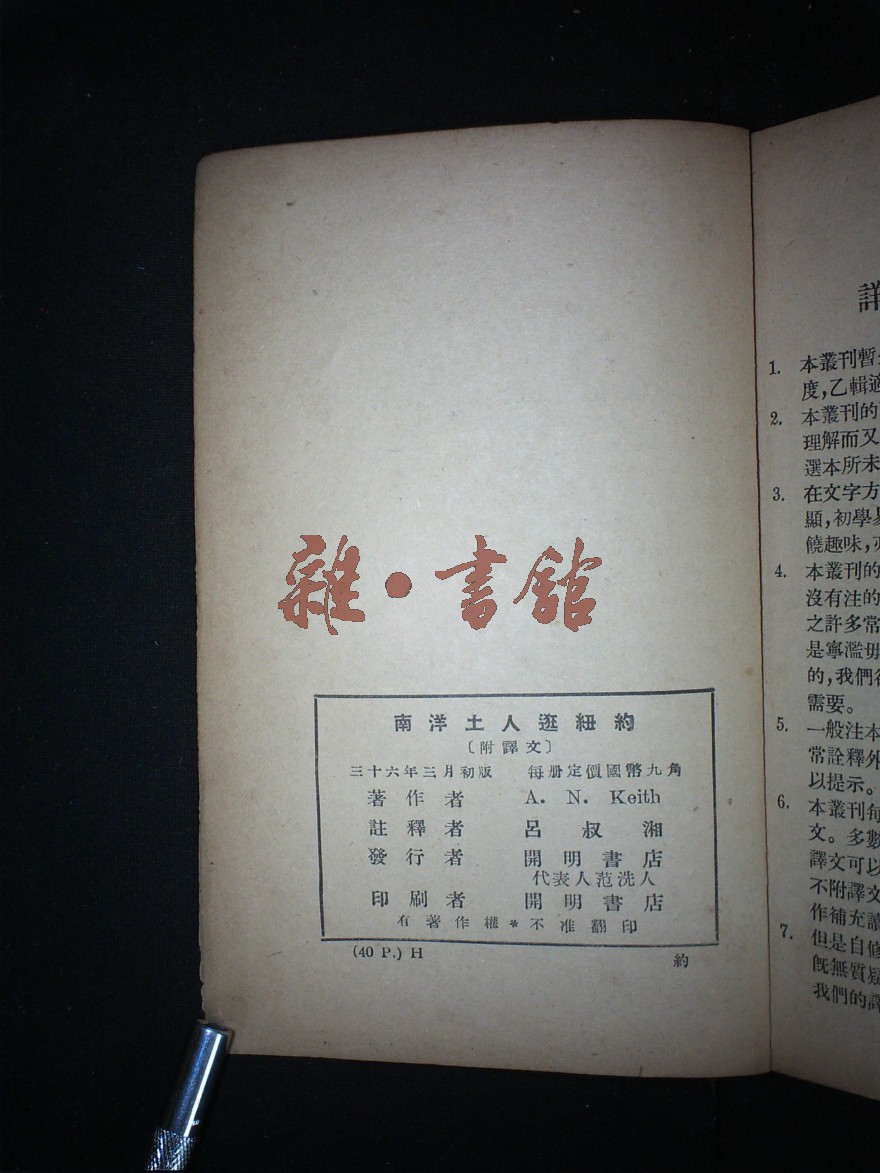 雜·書館
南洋土人逛紐約
〔附譯文〕
三十六年三月初版 每册定價國幣九角
著作者 A. N. Keith
註釋者 呂叔湘
發行者 開明書店
代表人范洗人
印刷者 開明書店
有著作權*不准翻印
(40 P.) H 約
詳
1. 本叢刊暫
度,乙輯適
2. 本叢刊的
理解而又
選本所未
3. 在文字方
顯,初學易
饒趣味,
4. 本叢刊的
沒有注的
之許多常
是寧濫毋
的,我們
需要。
5. 一般注本
常詮釋外
以提示。
6. 本叢刊每
文。多數
譯文可以
不附譯文
作補充讀
7. 但是自修
既無質疑
我們的譯